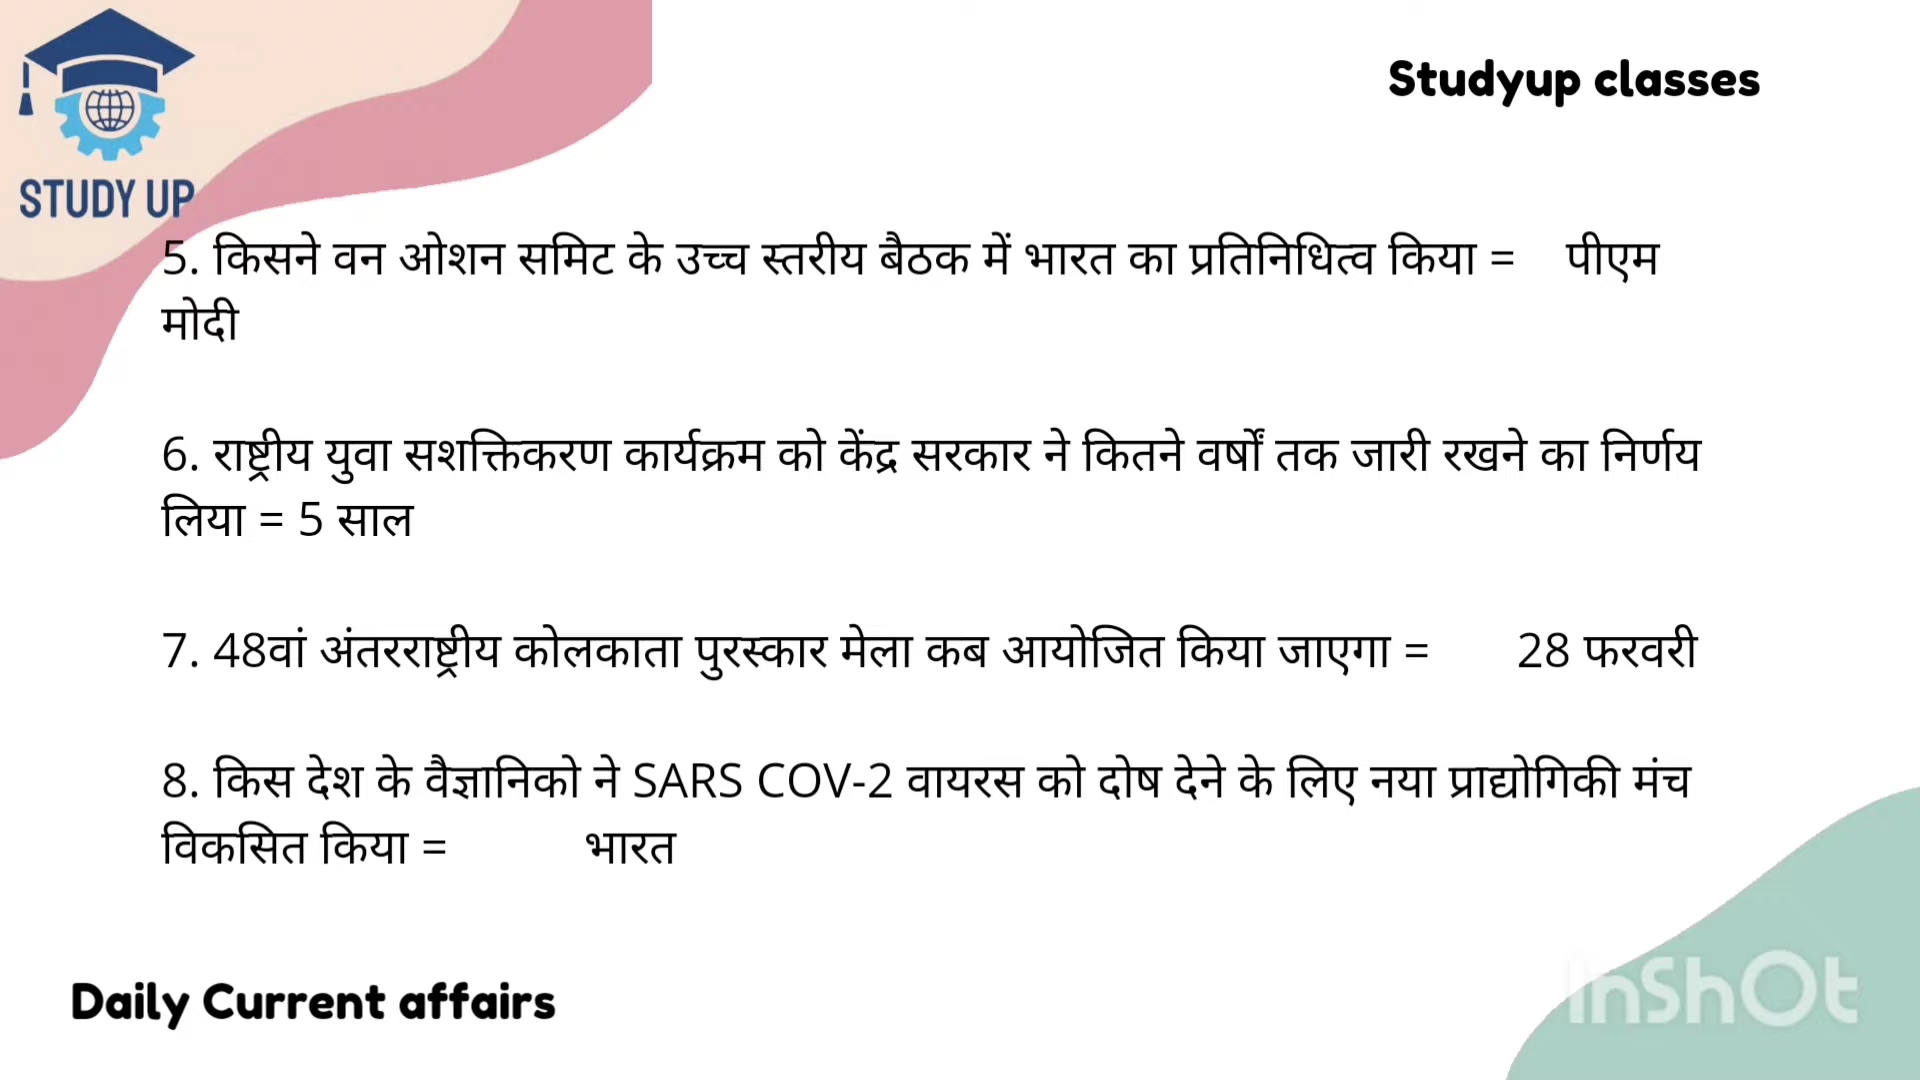 STUDY UP
Studyup classes
5. किसने वन ओशन समिट के उच्च स्तरीय बैठक में भारत का प्रतिनिधित्व किया = पीएम
मोदी
6. राष्ट्रीय युवा सशक्तिकरण कार्यक्रम को केंद्र सरकार ने कितने वर्षों तक जारी रखने का निर्णय
लिया = 5 साल
7. 48वां अंतरराष्ट्रीय कोलकाता पुरस्कार मेला कब आयोजित किया जाएगा = 28 फरवरी
8. किस देश के वैज्ञानिको ने SARS COV-2 वायरस को दोष देने के लिए नया प्राद्योगिकी मंच
विकसित किया = भारत
Daily Current affairs
InShOt